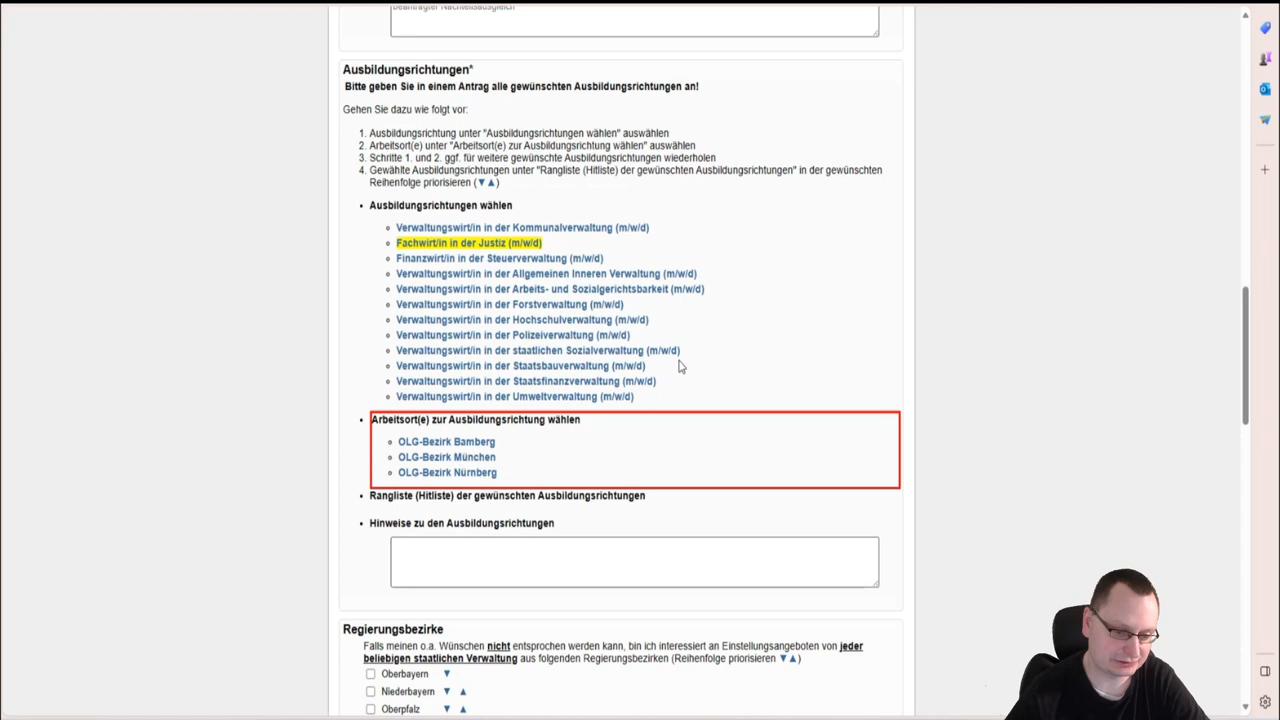 beantragter Nachteilsausgleich
Ausbildungsrichtungen*
Bitte geben Sie in einem Antrag alle gewünschten Ausbildungsrichtungen an!
Gehen Sie dazu wie folgt vor:
1. Ausbildungsrichtung unter "Ausbildungsrichtungen wählen" auswählen
2. Arbeitsort(e) unter "Arbeitsort(e) zur Ausbildungsrichtung wählen" auswählen
3. Schritte 1. und 2. ggf. für weitere gewünschte Ausbildungsrichtungen wiederholen
4. Gewählte Ausbildungsrichtungen unter "Rangliste (Hitliste) der gewünschten Ausbildungsrichtungen" in der gewünschten
Reihenfolge priorisieren (▼▲)
• Ausbildungsrichtungen wählen
Verwaltungswirt/in in der Kommunalverwaltung (m/w/d)
Fachwirt/in in der Justiz (m/w/d)
Finanzwirt/in in der Steuerverwaltung (m/w/d)
Verwaltungswirt/in in der Allgemeinen Inneren Verwaltung (m/w/d)
Verwaltungswirt/in in der Arbeits- und Sozialgerichtsbarkeit (m/w/d)
Verwaltungswirt/in in der Forstverwaltung (m/w/d)
Verwaltungswirt/in in der Hochschulverwaltung (m/w/d)
Verwaltungswirt/in in der Polizeiverwaltung (m/w/d)
Verwaltungswirt/in in der staatlichen Sozialverwaltung (m/w/d)
Verwaltungswirt/in in der Staatsbauverwaltung (m/w/d)
Verwaltungswirt/in in der Staatsfinanzverwaltung (m/w/d)
Verwaltungswirt/in in der Umweltverwaltung (m/w/d)
• Arbeitsort(e) zur Ausbildungsrichtung wählen
OLG-Bezirk Bamberg
OLG-Bezirk München
OLG-Bezirk Nürnberg
• Rangliste (Hitliste) der gewünschten Ausbildungsrichtungen
• Hinweise zu den Ausbildungsrichtungen
Regierungsbezirke
Falls meinen o.a. Wünschen nicht entsprochen werden kann, bin ich interessiert an Einstellungsangeboten von jeder
beliebigen staatlichen Verwaltung aus folgenden Regierungsbezirken (Reihenfolge priorisieren ▼▲)
Oberbayern ▼
Niederbayern ▼ ▲
Oberpfalz ▼ ▲